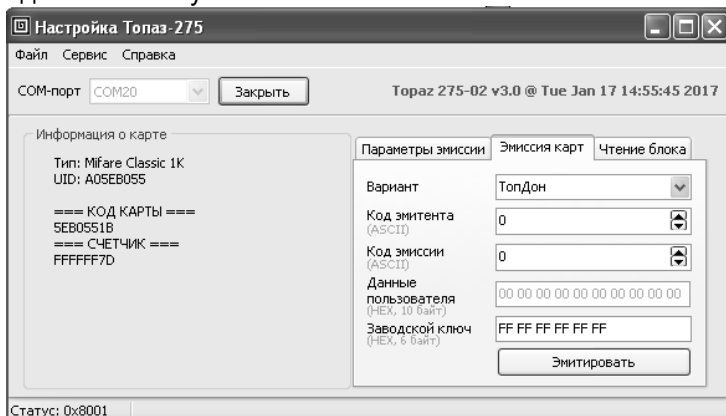 Настройка Топаз-275
Файл Сервис Справка
COM-порт COM20 Закрыть Topaz 275-02 v3.0 @ Tue Jan 17 14:55:45 2017
Информация о карте
Тип: Mifare Classic 1K
UID: A05EB055
=== КОД КАРТЫ ===
5EB0551B
=== СЧЕТЧИК ===
FFFFFF7D
Параметры эмиссии Эмиссия карт Чтение блока
Вариант ТопДон
Код эмитента 0
(ASCII)
Код эмиссии 0
(ASCII)
Данные
пользователя 00 00 00 00 00 00 00 00 00 00
(HEX, 10 байт)
Заводской ключ FF FF FF FF FF FF
(HEX, 6 байт)
Эмитировать
Статус: 0x8001